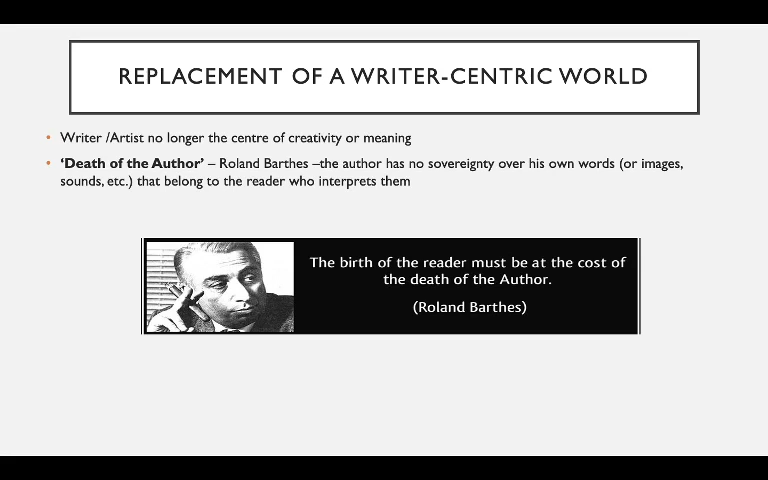 REPLACEMENT OF A WRITER-CENTRIC WORLD
• Writer /Artist no longer the centre of creativity or meaning
• ‘Death of the Author’ – Roland Barthes –the author has no sovereignty over his own words (or images,
sounds, etc.) that belong to the reader who interprets them
The birth of the reader must be at the cost of
the death of the Author.
(Roland Barthes)